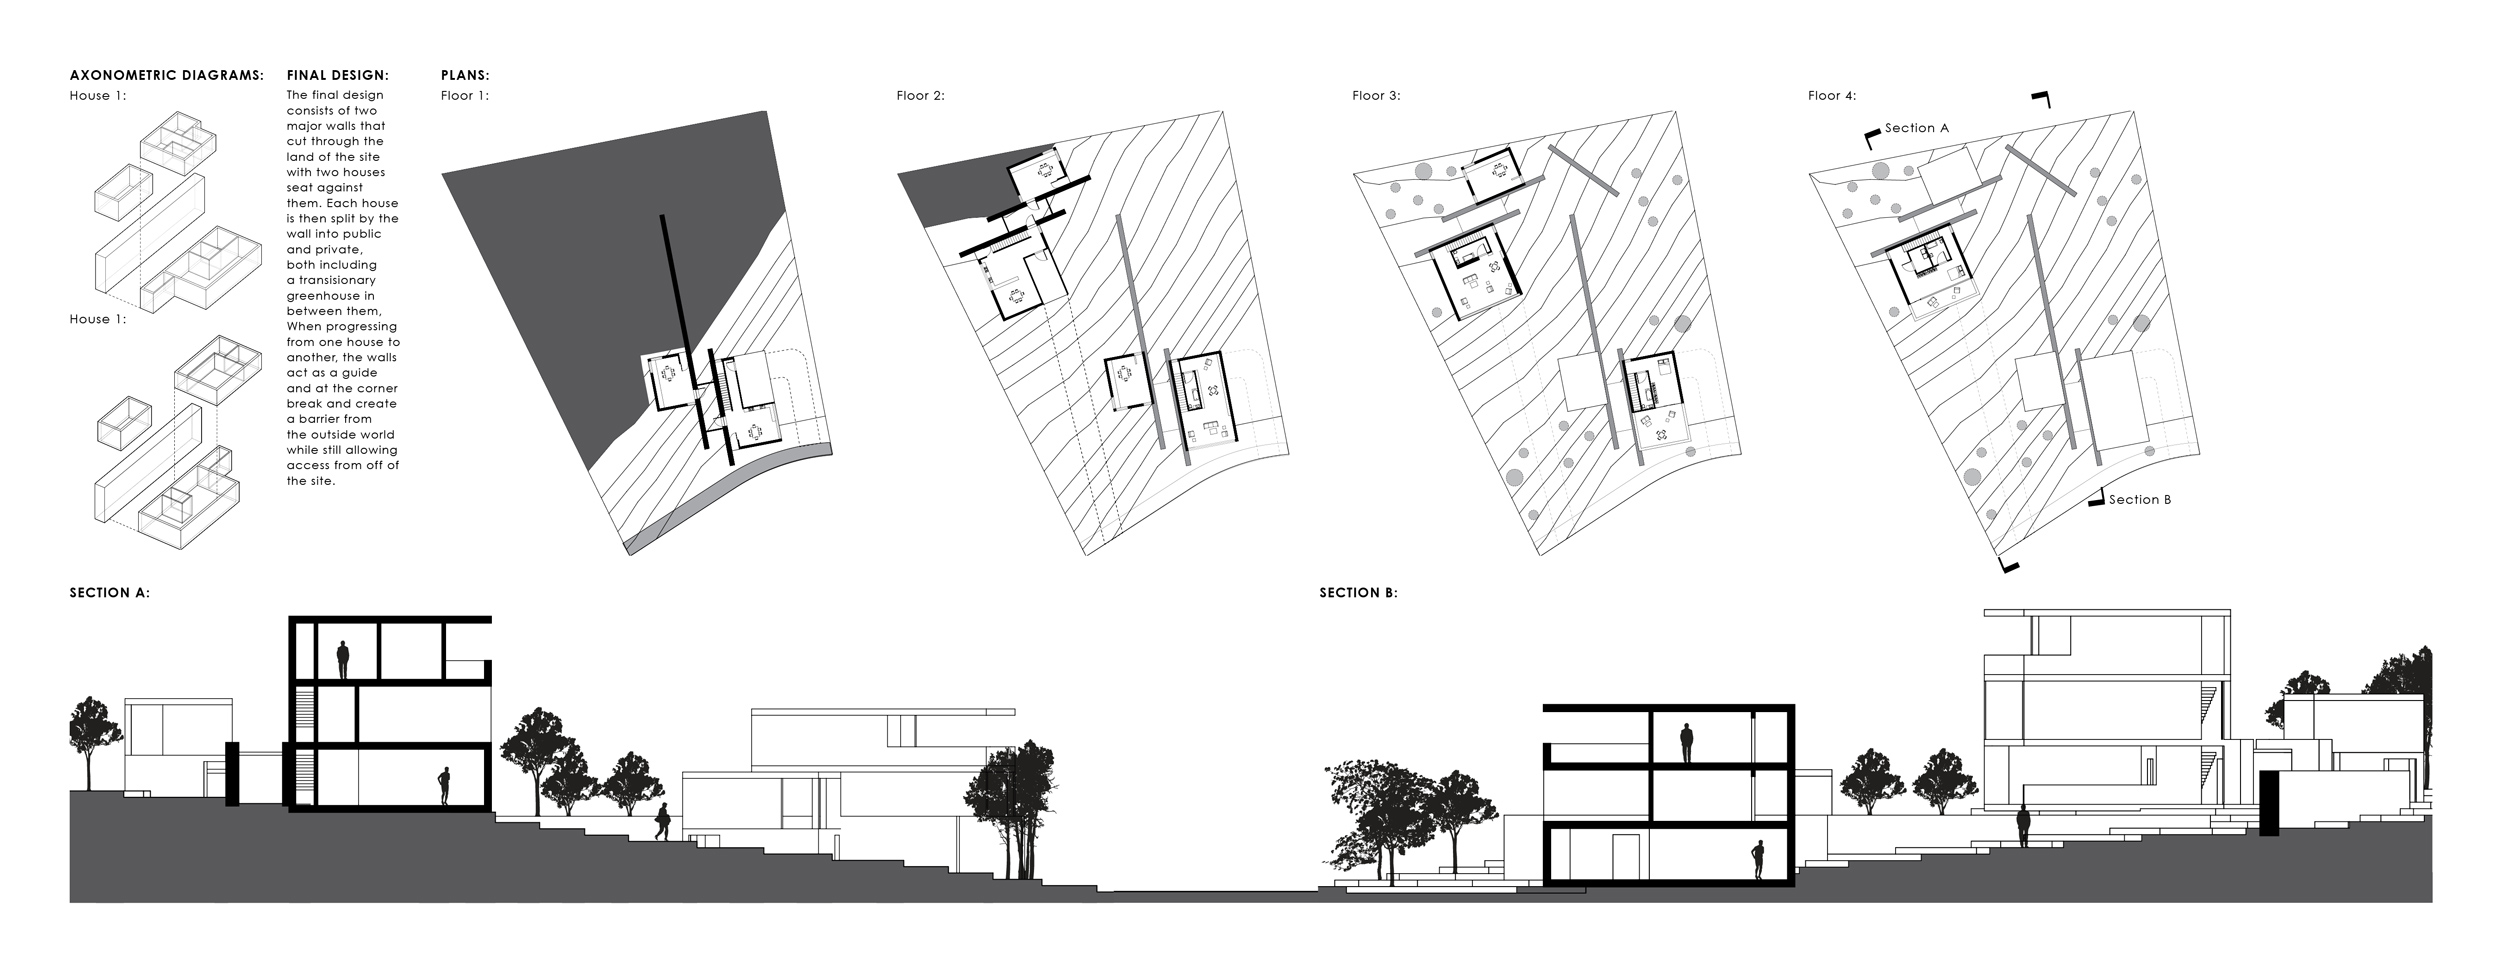 AXONOMETRIC DIAGRAMS:
House 1:
House 1:
FINAL DESIGN:
The final design
consists of two
major walls that
cut through the
land of the site
with two houses
seat against
them. Each house
is then split by the
wall into public
and private,
both including
a transisionary
greenhouse in
between them,
When progressing
from one house to
another, the walls
act as a guide
and at the corner
break and create
a barrier from
the outside world
while still allowing
access from off of
the site.
PLANS:
Floor 1:
Floor 2:
Floor 3:
Floor 4:
Section A
Section B
SECTION A:
SECTION B: